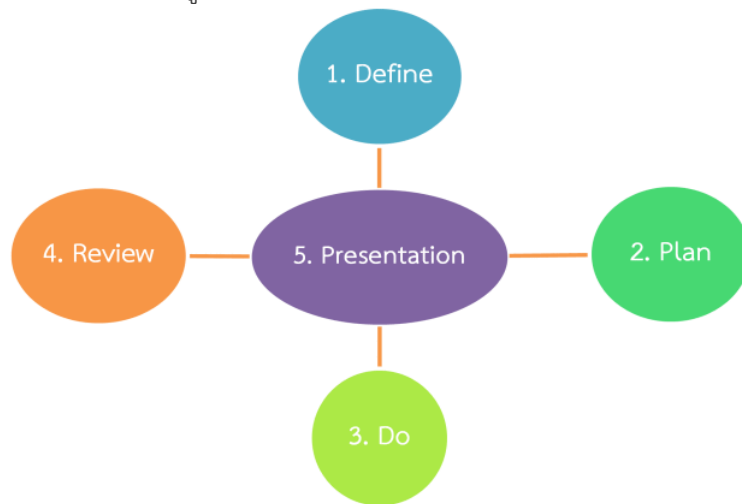 1. Define
2. Plan
3. Do
4. Review
5. Presentation